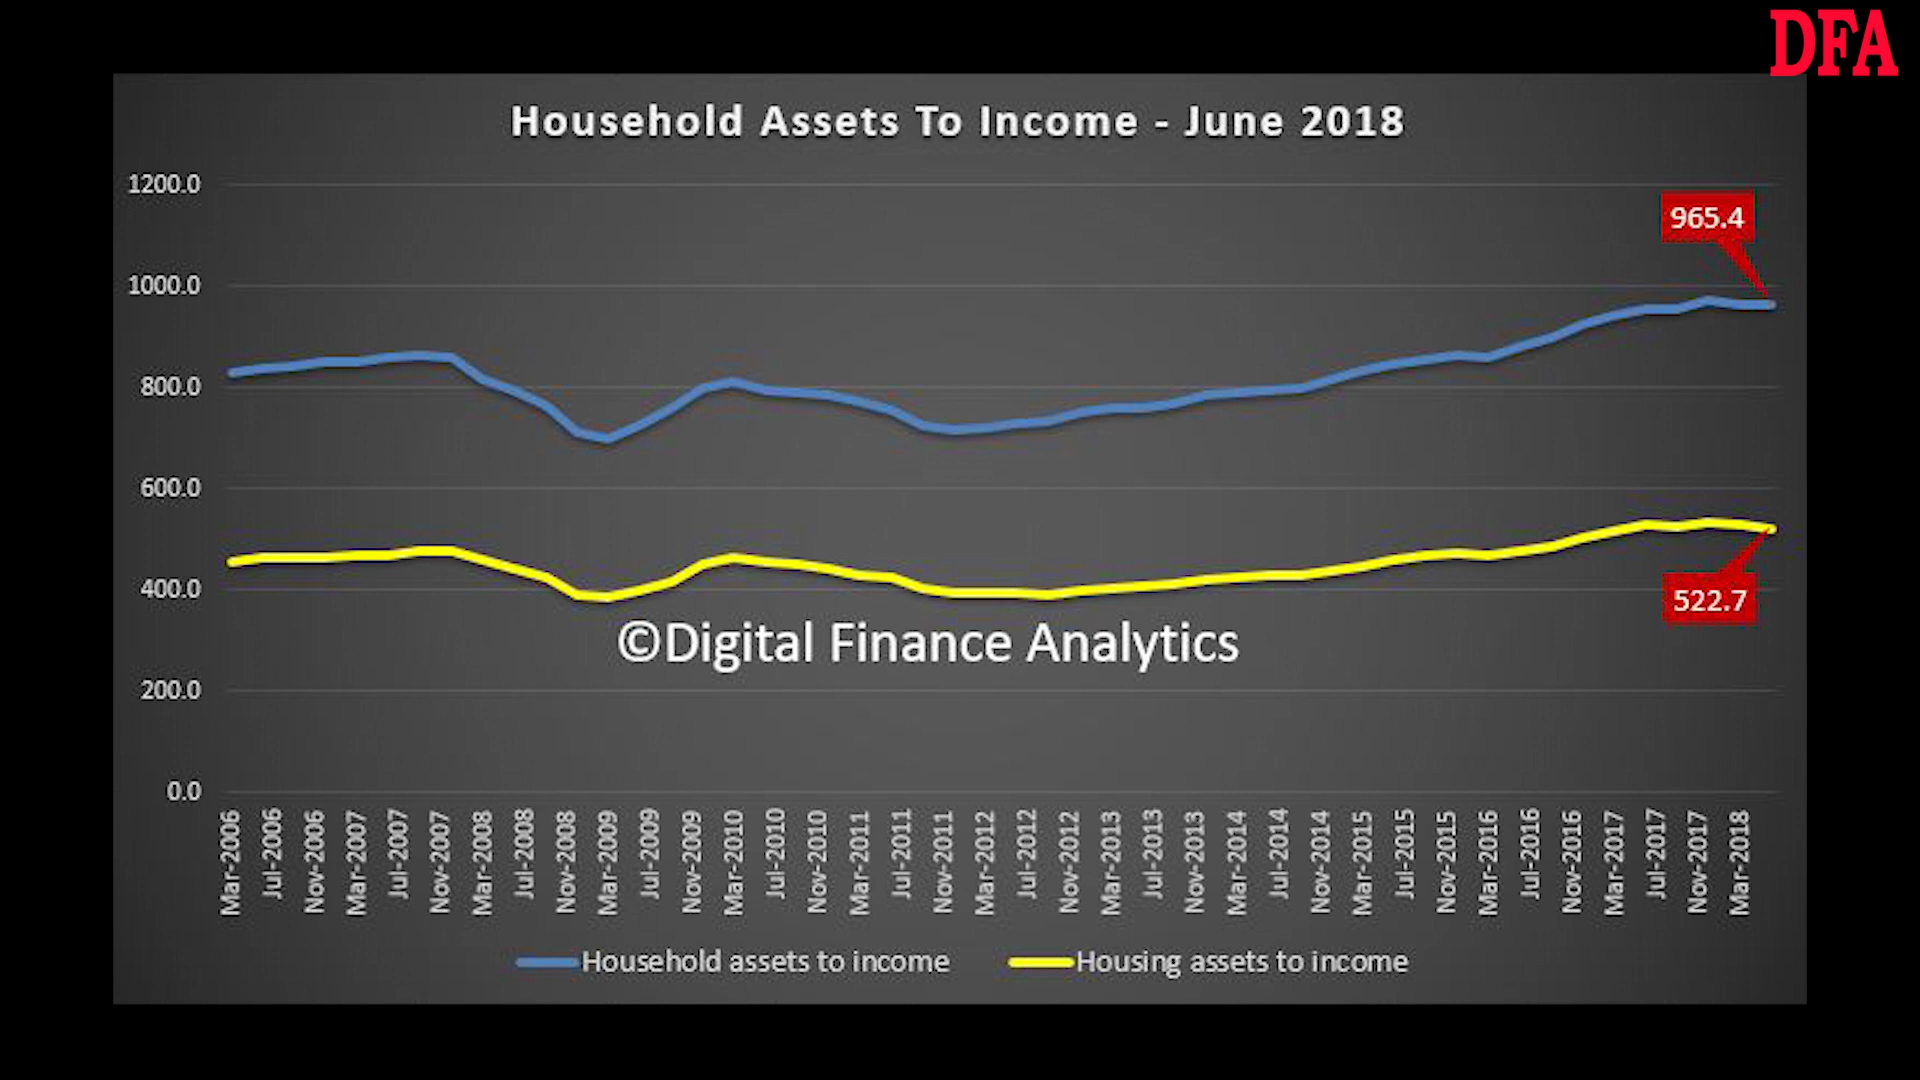 DFA
Household Assets To Income - June 2018
1200.0
1000.0
800.0
600.0
400.0
200.0
0.0
965.4
522.7
©Digital Finance Analytics
Mar-2006
Jul-2006
Nov-2006
Mar-2007
Jul-2007
Nov-2007
Mar-2008
Jul-2008
Nov-2008
Mar-2009
Jul-2009
Nov-2009
Mar-2010
Jul-2010
Nov-2010
Mar-2011
Jul-2011
Nov-2011
Mar-2012
Jul-2012
Nov-2012
Mar-2013
Jul-2013
Nov-2013
Mar-2014
Jul-2014
Nov-2014
Mar-2015
Jul-2015
Nov-2015
Mar-2016
Jul-2016
Nov-2016
Mar-2017
Jul-2017
Nov-2017
Mar-2018
Household assets to income
Housing assets to income